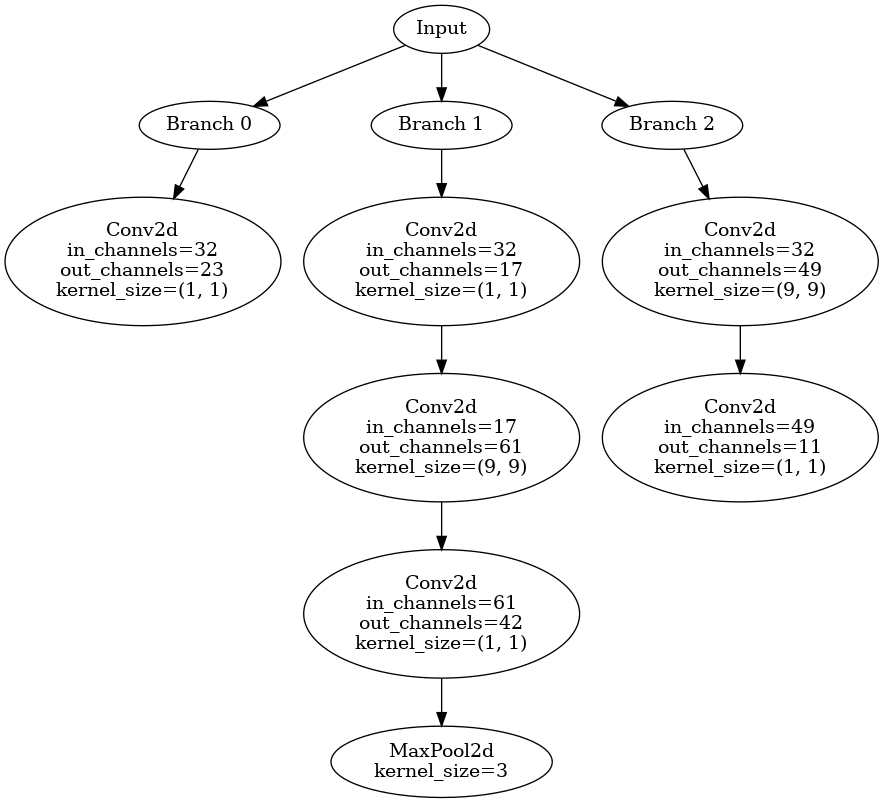 Input
Branch 0
Branch 1
Branch 2
Conv2d
in_channels=32
out_channels=23
kernel_size=(1, 1)
Conv2d
in_channels=32
out_channels=17
kernel_size=(1, 1)
Conv2d
in_channels=32
out_channels=49
kernel_size=(9, 9)
Conv2d
in_channels=17
out_channels=61
kernel_size=(9, 9)
Conv2d
in_channels=49
out_channels=11
kernel_size=(1, 1)
Conv2d
in_channels=61
out_channels=42
kernel_size=(1, 1)
MaxPool2d
kernel_size=3